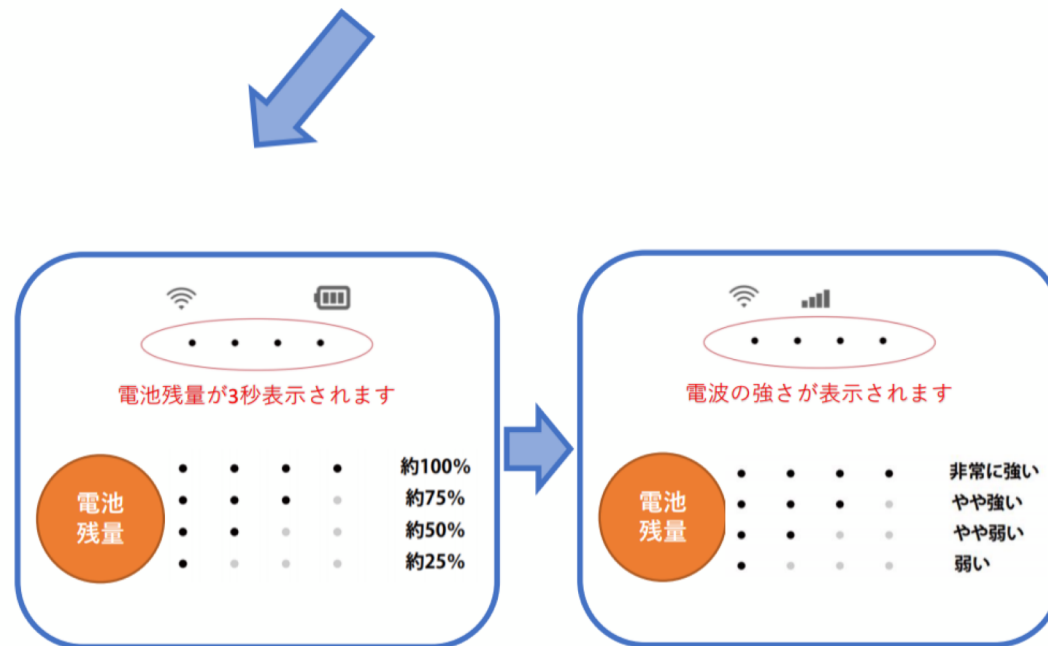 電池残量が3秒表示されます
電池
残量
約100%
約75%
約50%
約25%
電波の強さが表示されます
電池
残量
非常に強い
やや強い
やや弱い
弱い